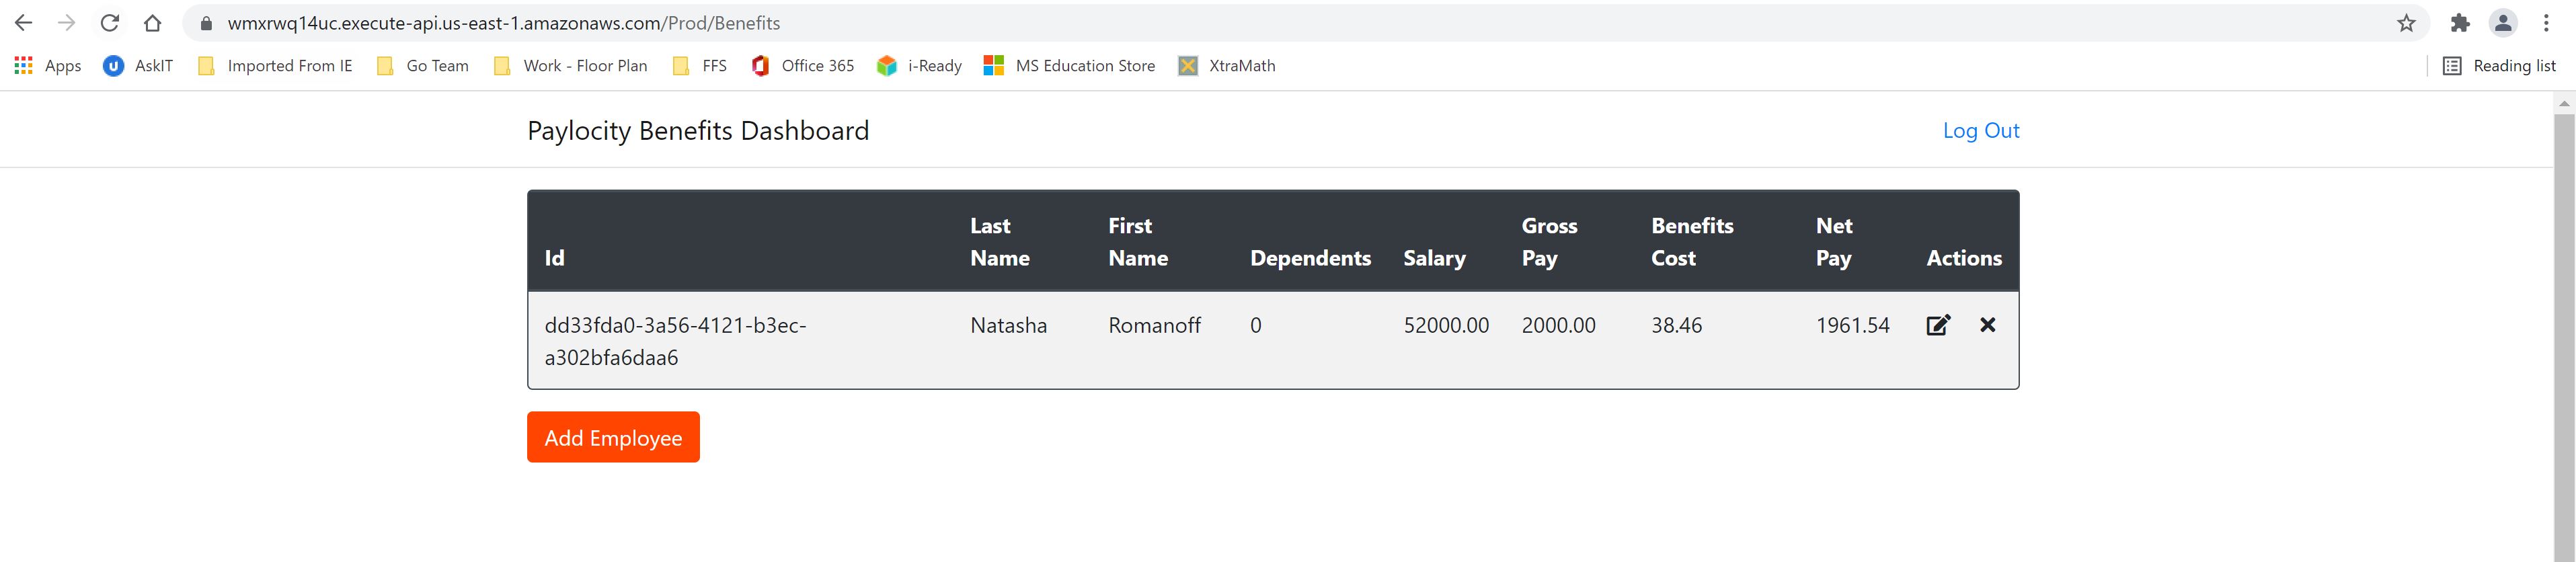 wmxrwq14uc.execute-api.us-east-1.amazonaws.com/Prod/Benefits
Apps AskIT Imported From IE Go Team Work - Floor Plan FFS Office 365 i-Ready MS Education Store XtraMath Reading list
Paylocity Benefits Dashboard Log Out
Id Last Name First Name Dependents Salary Gross Pay Benefits Cost Net Pay Actions
dd33fda0-3a56-4121-b3ec- Natasha Romanoff 0 52000.00 2000.00 38.46 1961.54
a302bfa6daa6
Add Employee